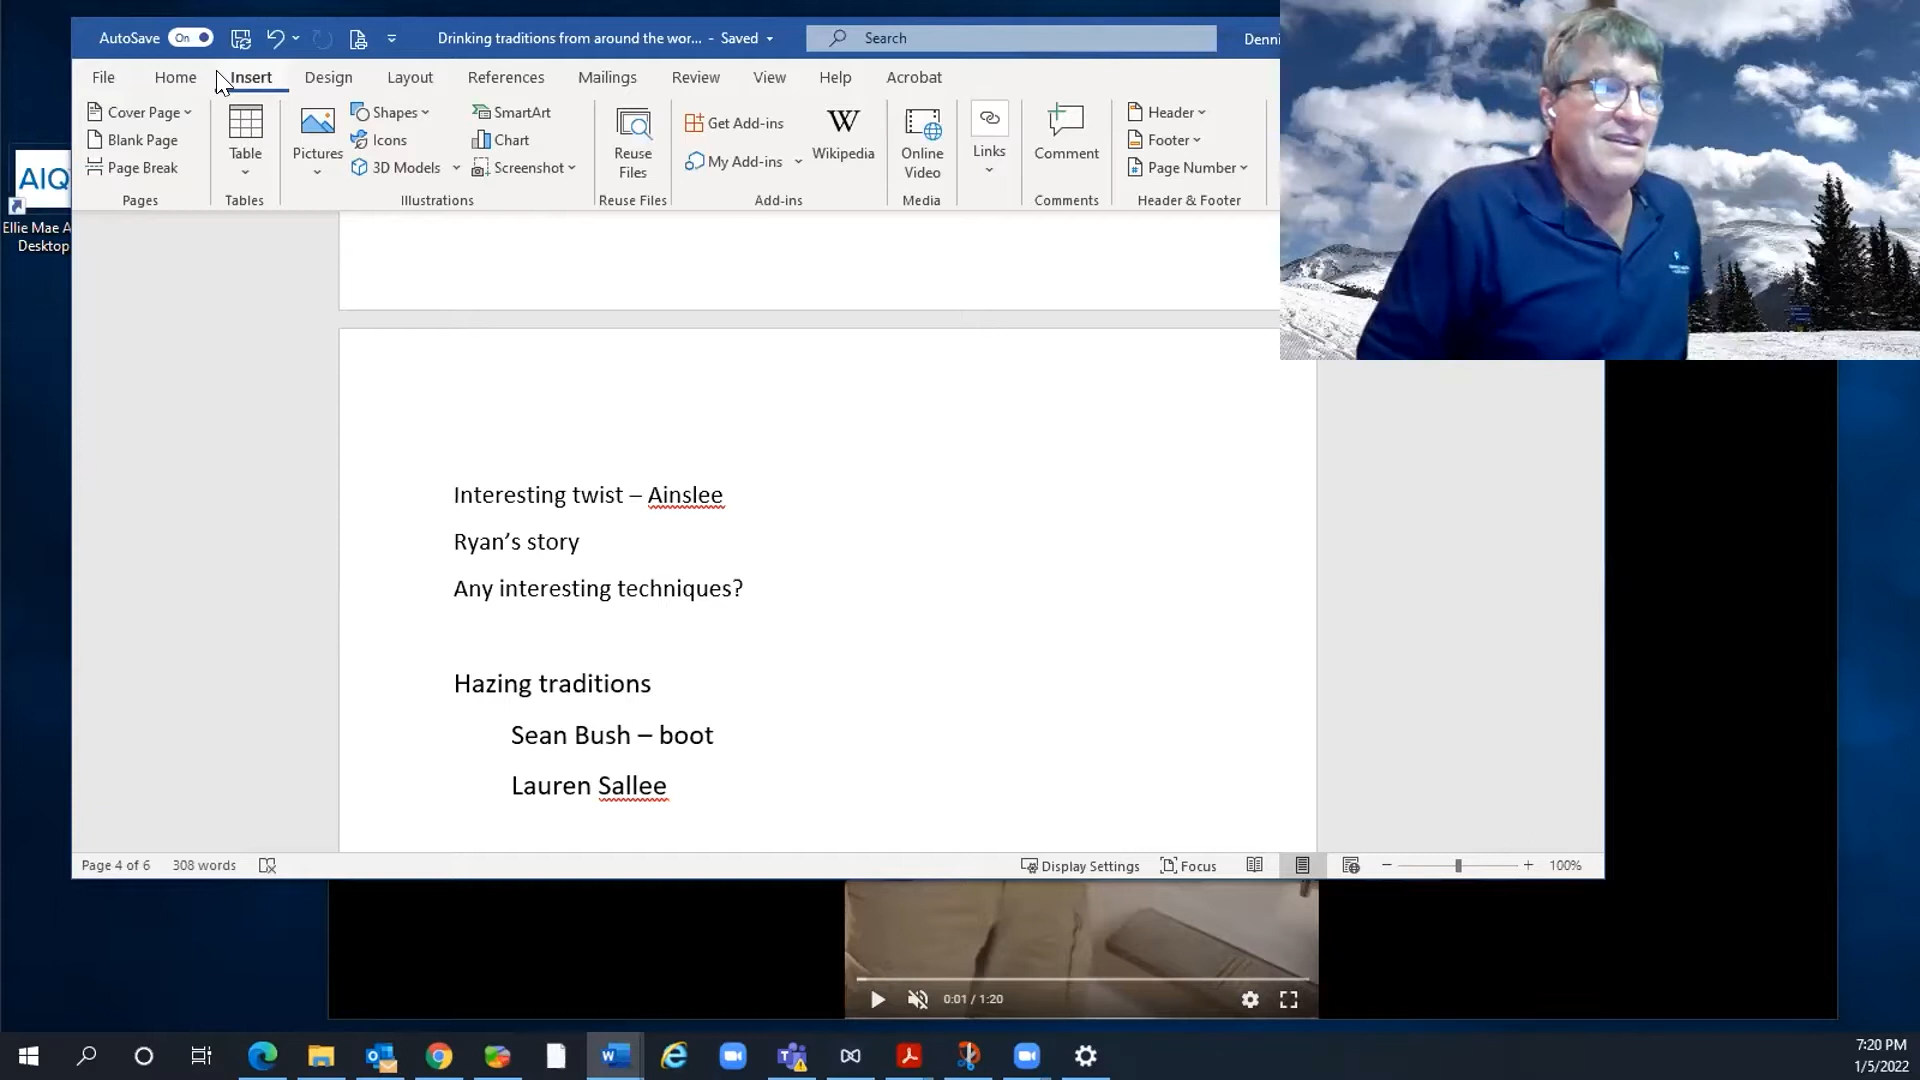 AutoSave On Drinking traditions from around the wor... - Saved Search Denni
File Home Insert Design Layout References Mailings Review View Help Acrobat
Cover Page
Blank Page
Page Break
Pages
Table
Tables
Pictures
Shapes
Icons
3D Models
SmartArt
Chart
Screenshot
Illustrations
Reuse
Files
Reuse Files
Get Add-ins
My Add-ins
Wikipedia
Add-ins
Online
Video
Media
Links
Comment
Comments
Header
Footer
Page Number
Header & Footer
AIQ
Ellie Mae A
Desktop
Interesting twist – Ainslee
Ryan’s story
Any interesting techniques?
Hazing traditions
Sean Bush – boot
Lauren Sallee
Page 4 of 6 308 words Display Settings Focus 100%
0:01 / 1:20
7:20 PM
1/5/2022